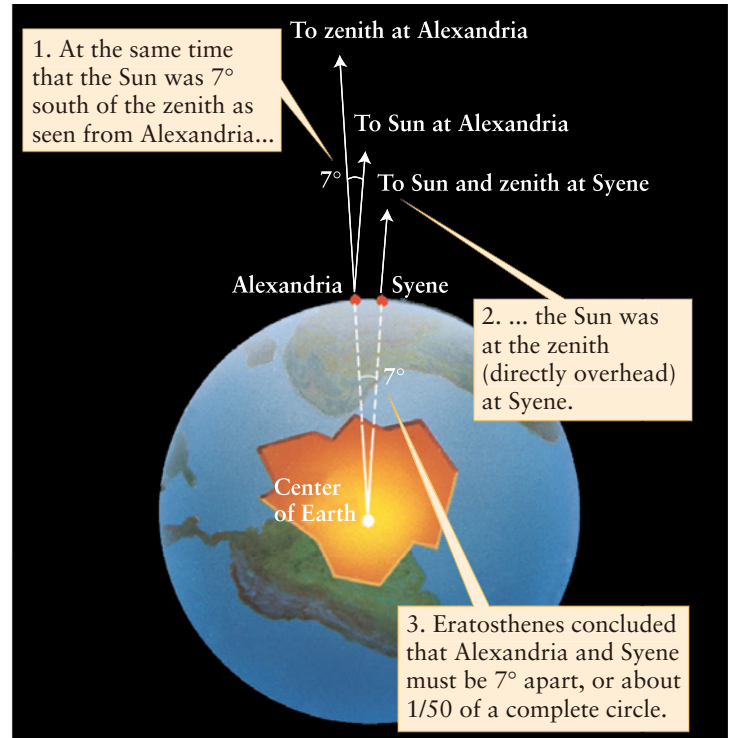 To zenith at Alexandria
1. At the same time
that the Sun was 7°
south of the zenith as
seen from Alexandria...
To Sun at Alexandria
7°
To Sun and zenith at Syene
Alexandria
Syene
2. ... the Sun was
at the zenith
(directly overhead)
at Syene.
7°
Center
of Earth
3. Eratosthenes concluded
that Alexandria and Syene
must be 7° apart, or about
1/50 of a complete circle.